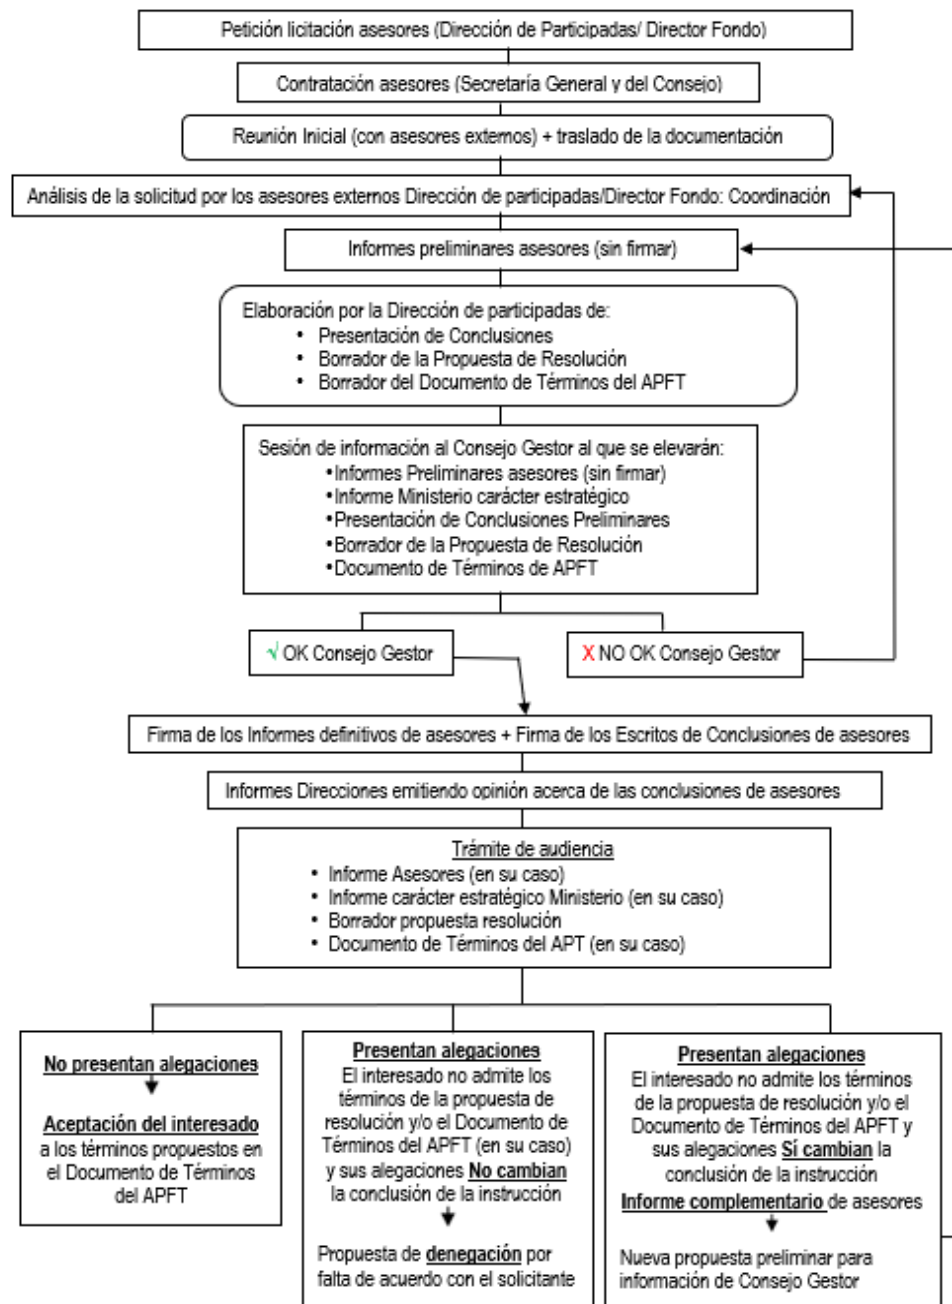 Petición licitación asesores (Dirección de Participadas/ Director Fondo)
Contratación asesores (Secretaría General y del Consejo)
Reunión Inicial (con asesores externos) + traslado de la documentación
Análisis de la solicitud por los asesores externos Dirección de participadas/Director Fondo: Coordinación
Informes preliminares asesores (sin firmar)
Elaboración por la Dirección de participadas de:
• Presentación de Conclusiones
• Borrador de la Propuesta de Resolución
• Borrador del Documento de Términos del APFT
Sesión de información al Consejo Gestor al que se elevarán:
•Informes Preliminares asesores (sin firmar)
•Informe Ministerio carácter estratégico
•Presentación de Conclusiones Preliminares
•Borrador de la Propuesta de Resolución
•Documento de Términos de APFT
√ OK Consejo Gestor
X NO OK Consejo Gestor
Firma de los Informes definitivos de asesores + Firma de los Escritos de Conclusiones de asesores
Informes Direcciones emitiendo opinión acerca de las conclusiones de asesores
Trámite de audiencia
• Informe Asesores (en su caso)
• Informe carácter estratégico Ministerio (en su caso)
• Borrador propuesta resolución
• Documento de Términos del APT (en su caso)
No presentan alegaciones
Aceptación del interesado
a los términos propuestos en
el Documento de Términos
del APFT
Presentan alegaciones
El interesado no admite los
términos de la propuesta de
resolución y/o el Documento de
Términos del APFT (en su caso)
y sus alegaciones No cambian
la conclusión de la instrucción
Propuesta de denegación por
falta de acuerdo con el solicitante
Presentan alegaciones
El interesado no admite los términos
de la propuesta de resolución y/o el
Documento de Términos del APFT y
sus alegaciones Sí cambian la
conclusión de la instrucción
Informe complementario de asesores
Nueva propuesta preliminar para
información de Consejo Gestor